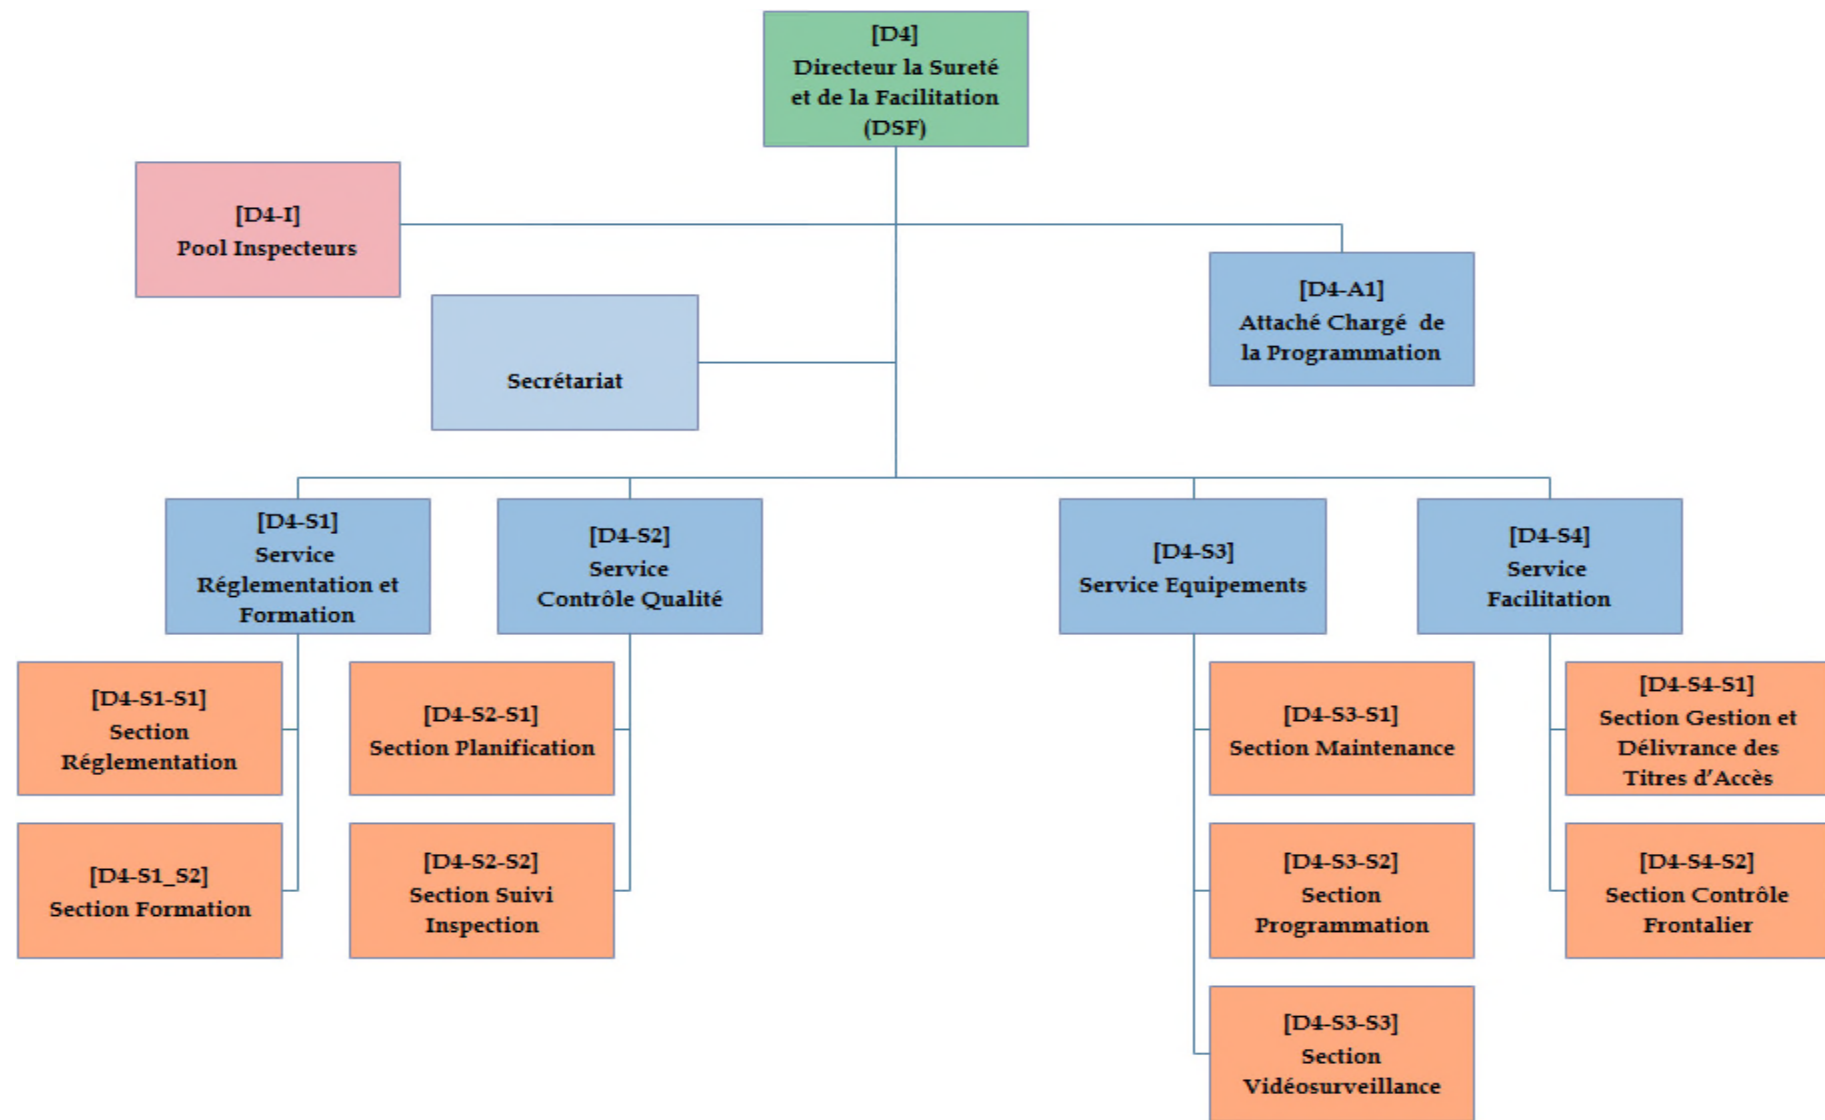 [D4]
Directeur la Sureté
et de la Facilitation
(DSF)
[D4-I]
Pool Inspecteurs
[D4-A1]
Attaché Chargé de
la Programmation
Secrétariat
[D4-S1]
Service
Réglementation et
Formation
[D4-S2]
Service
Contrôle Qualité
[D4-S3]
Service Equipements
[D4-S4]
Service
Facilitation
[D4-S1-S1]
Section
Réglementation
[D4-S2-S1]
Section Planification
[D4-S3-S1]
Section Maintenance
[D4-S4-S1]
Section Gestion et
Délivrance des
Titres d’Accès
[D4-S1_S2]
Section Formation
[D4-S2-S2]
Section Suivi
Inspection
[D4-S3-S2]
Section
Programmation
[D4-S4-S2]
Section Contrôle
Frontalier
[D4-S3-S3]
Section
Vidéosurveillance